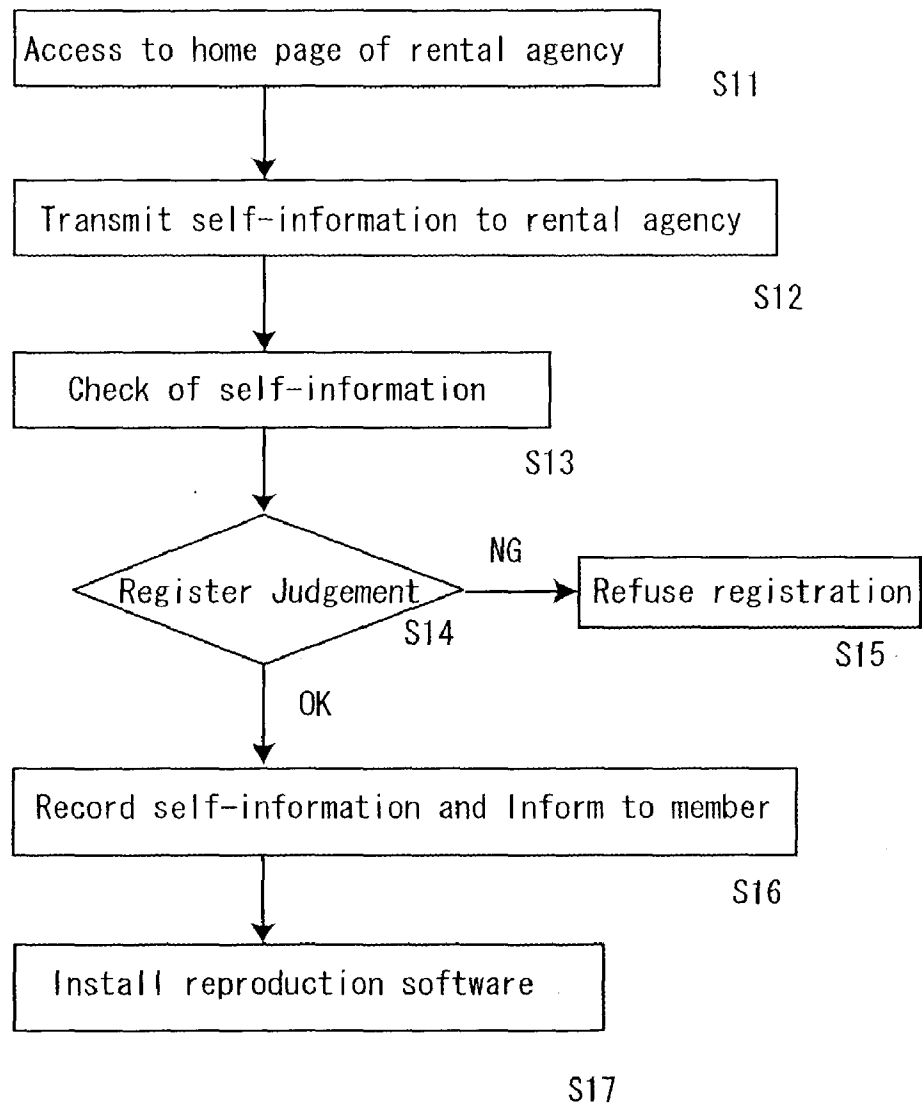 Access to home page of rental agency
S11
Transmit self-information to rental agency
S12
Check of self-information
S13
Register Judgement
S14
NG
Refuse registration
S15
OK
Record self-information and Inform to member
S16
Install reproduction software
S17